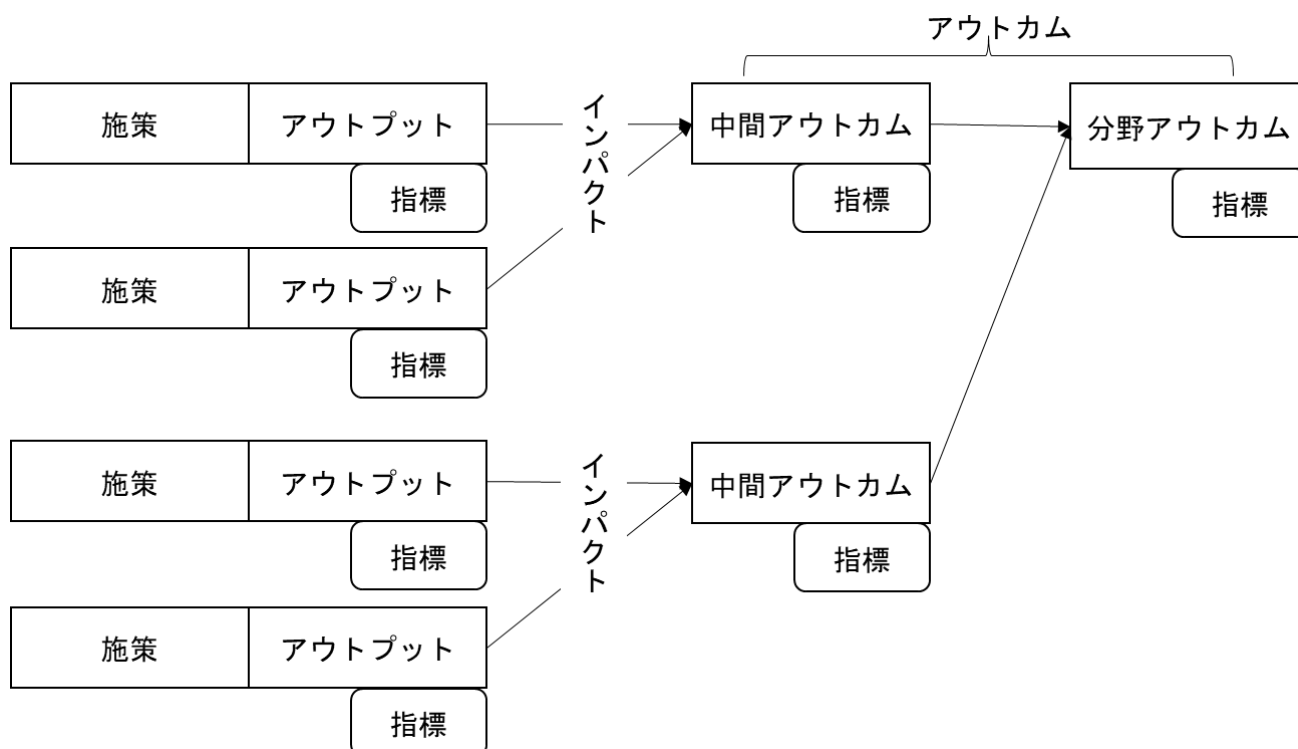 アウトカム
施策 アウトプット
指標
インパクト
中間アウトカム
指標
分野アウトカム
指標
施策 アウトプット
指標
施策 アウトプット
指標
インパクト
中間アウトカム
指標
施策 アウトプット
指標